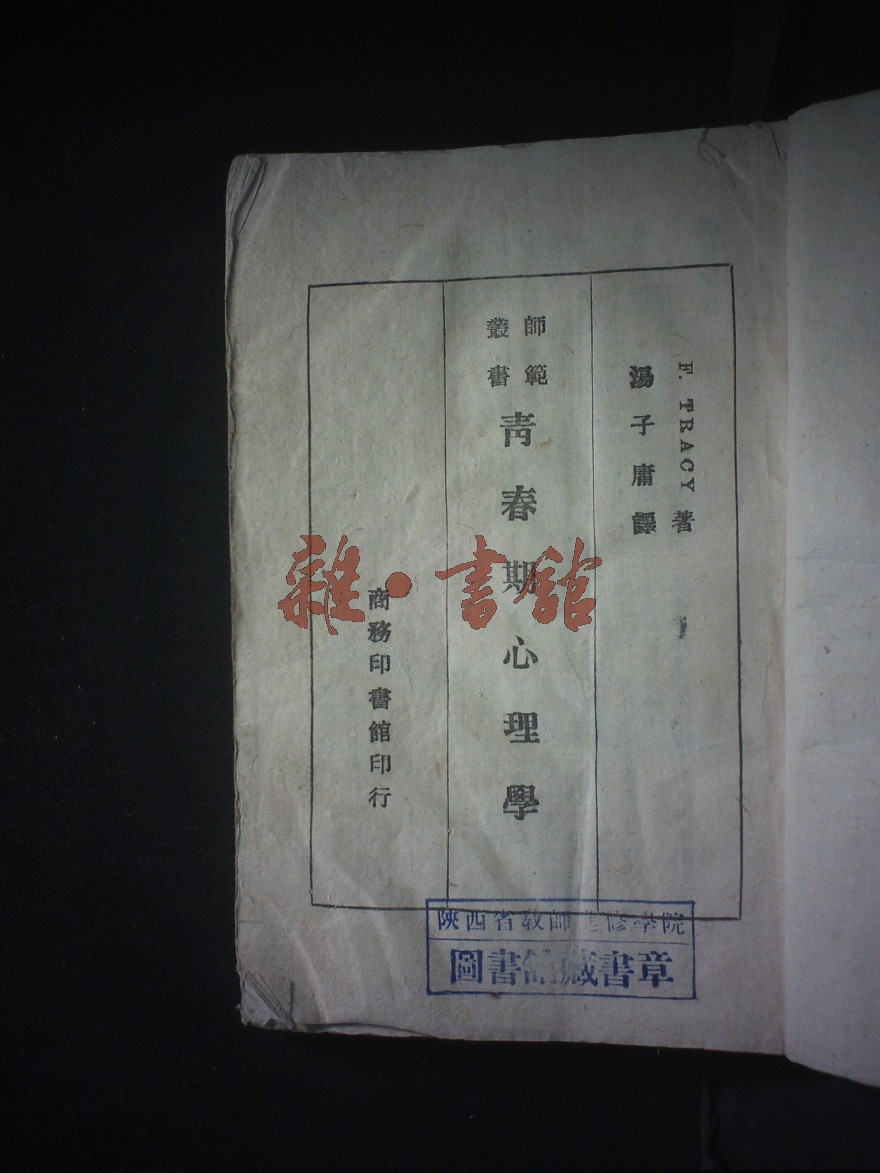 F. TRACY 著
湯子庸譯
師範
叢書
青春期心理學
商務印書館印行
雜·書館
陝西省教師進修學院
圖書館藏書章